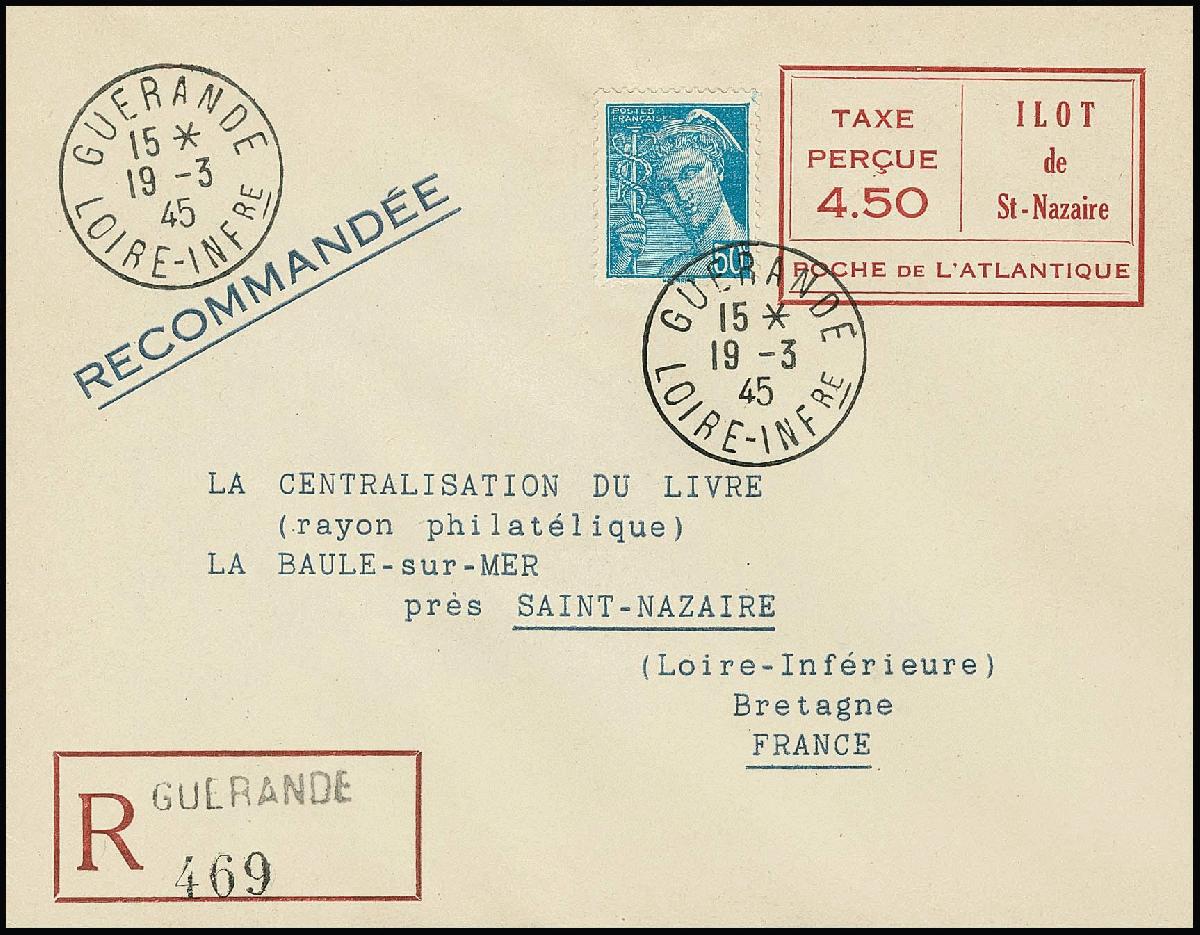 GUERANDE
15 *
19 -3
45
LOIRE-INFRE
RECOMMANDÉE
POSTES
FRANÇAISES
50
TAXE
PERÇUE
4.50
ILOT
de
St-Nazaire
POCHE DE L'ATLANTIQUE
GUERANDE
15 *
19 -3
45
LOIRE-INFRE
LA CENTRALISATION DU LIVRE
(rayon philatélique)
LA BAULE-sur-MER
près SAINT-NAZAIRE
(Loire-Inférieure)
Bretagne
FRANCE
R GUERANDE
469